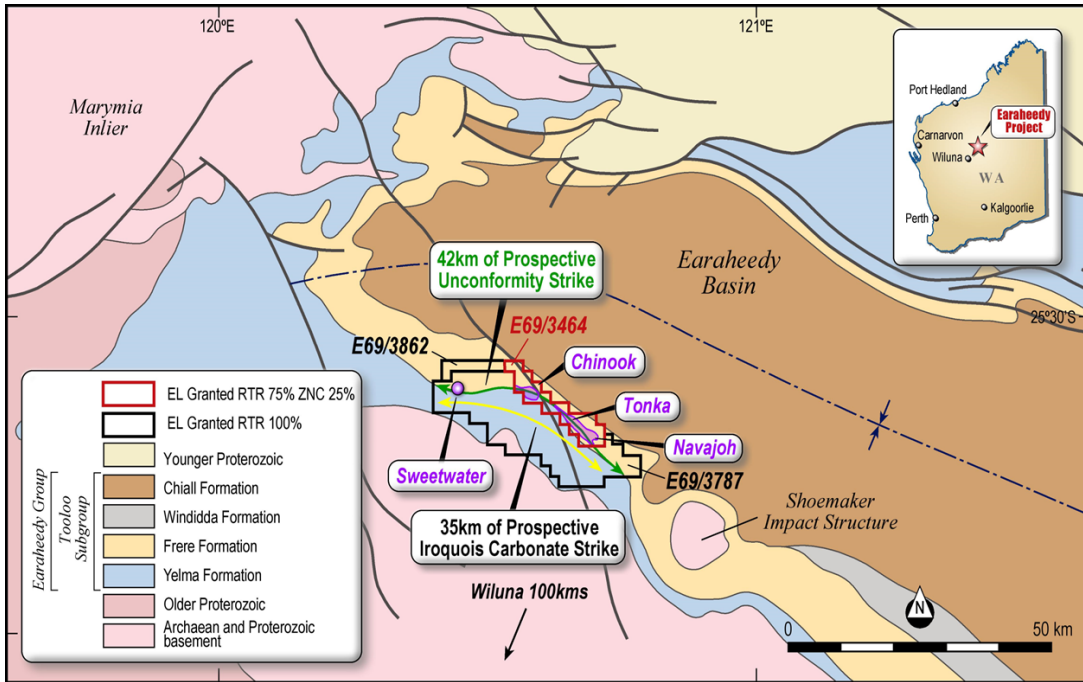 120ºE
121ºE
Marymia
Inlier
Port Hedland
Earaheedy
Project
Carnarvon
Wiluna
WA
Kalgoorlie
Perth
42km of Prospective
Unconformity Strike
Earaheedy
Basin
25º30'S
E69/3862
E69/3464
Chinook
Tonka
Navajoh
Sweetwater
E69/3787
35km of Prospective
Iroquois Carbonate Strike
Shoemaker
Impact Structure
Wiluna 100kms
EL Granted RTR 75% ZNC 25%
EL Granted RTR 100%
Younger Proterozoic
Chiall Formation
Windidda Formation
Frere Formation
Yelma Formation
Older Proterozoic
Archaean and Proterozoic
basement
Earaheedy Group
Tooloo
Subgroup
N
0
50 km